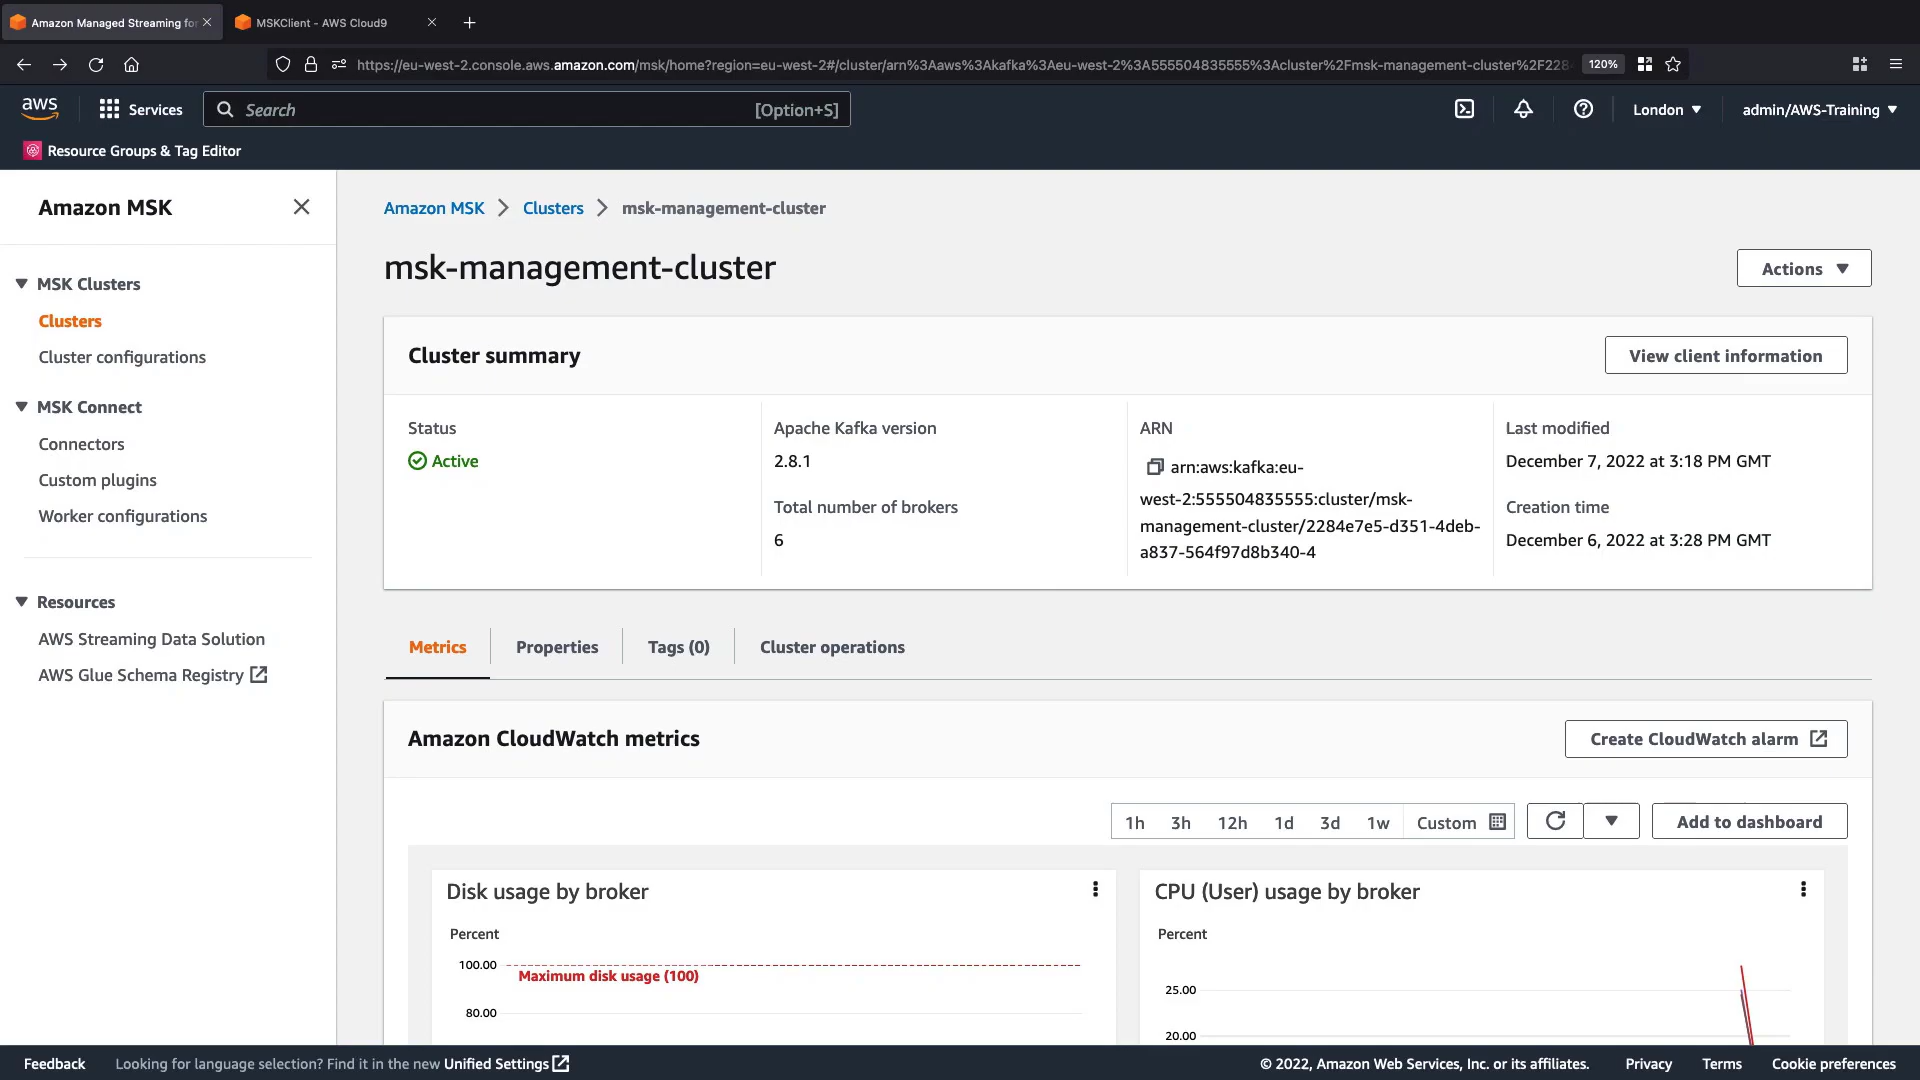 Amazon Managed Streaming for
MSKClient - AWS Cloud9
https://eu-west-2.console.aws.amazon.com/msk/home?region=eu-west-2#/cluster/arn%3Aaws%3Akafka%3Aeu-west-2%3A555504835555%3Acluster%2Fmsk-management-cluster%2F228
120%
aws
Services
Search
[Option+S]
London
admin/AWS-Training
Resource Groups & Tag Editor
Amazon MSK
MSK Clusters
Clusters
Cluster configurations
MSK Connect
Connectors
Custom plugins
Worker configurations
Resources
AWS Streaming Data Solution
AWS Glue Schema Registry
Amazon MSK > Clusters > msk-management-cluster
msk-management-cluster
Actions
Cluster summary
View client information
Status
Active
Apache Kafka version
2.8.1
Total number of brokers
6
ARN
arn:aws:kafka:eu-
west-2:555504835555:cluster/msk-
management-cluster/2284e7e5-d351-4deb-
a837-564f97d8b340-4
Last modified
December 7, 2022 at 3:18 PM GMT
Creation time
December 6, 2022 at 3:28 PM GMT
Metrics
Properties
Tags (0)
Cluster operations
Amazon CloudWatch metrics
Create CloudWatch alarm
1h 3h 12h 1d 3d 1w Custom
Add to dashboard
Disk usage by broker
Percent
100.00
Maximum disk usage (100)
80.00
CPU (User) usage by broker
Percent
25.00
20.00
Feedback
Looking for language selection? Find it in the new Unified Settings
© 2022, Amazon Web Services, Inc. or its affiliates.
Privacy
Terms
Cookie preferences